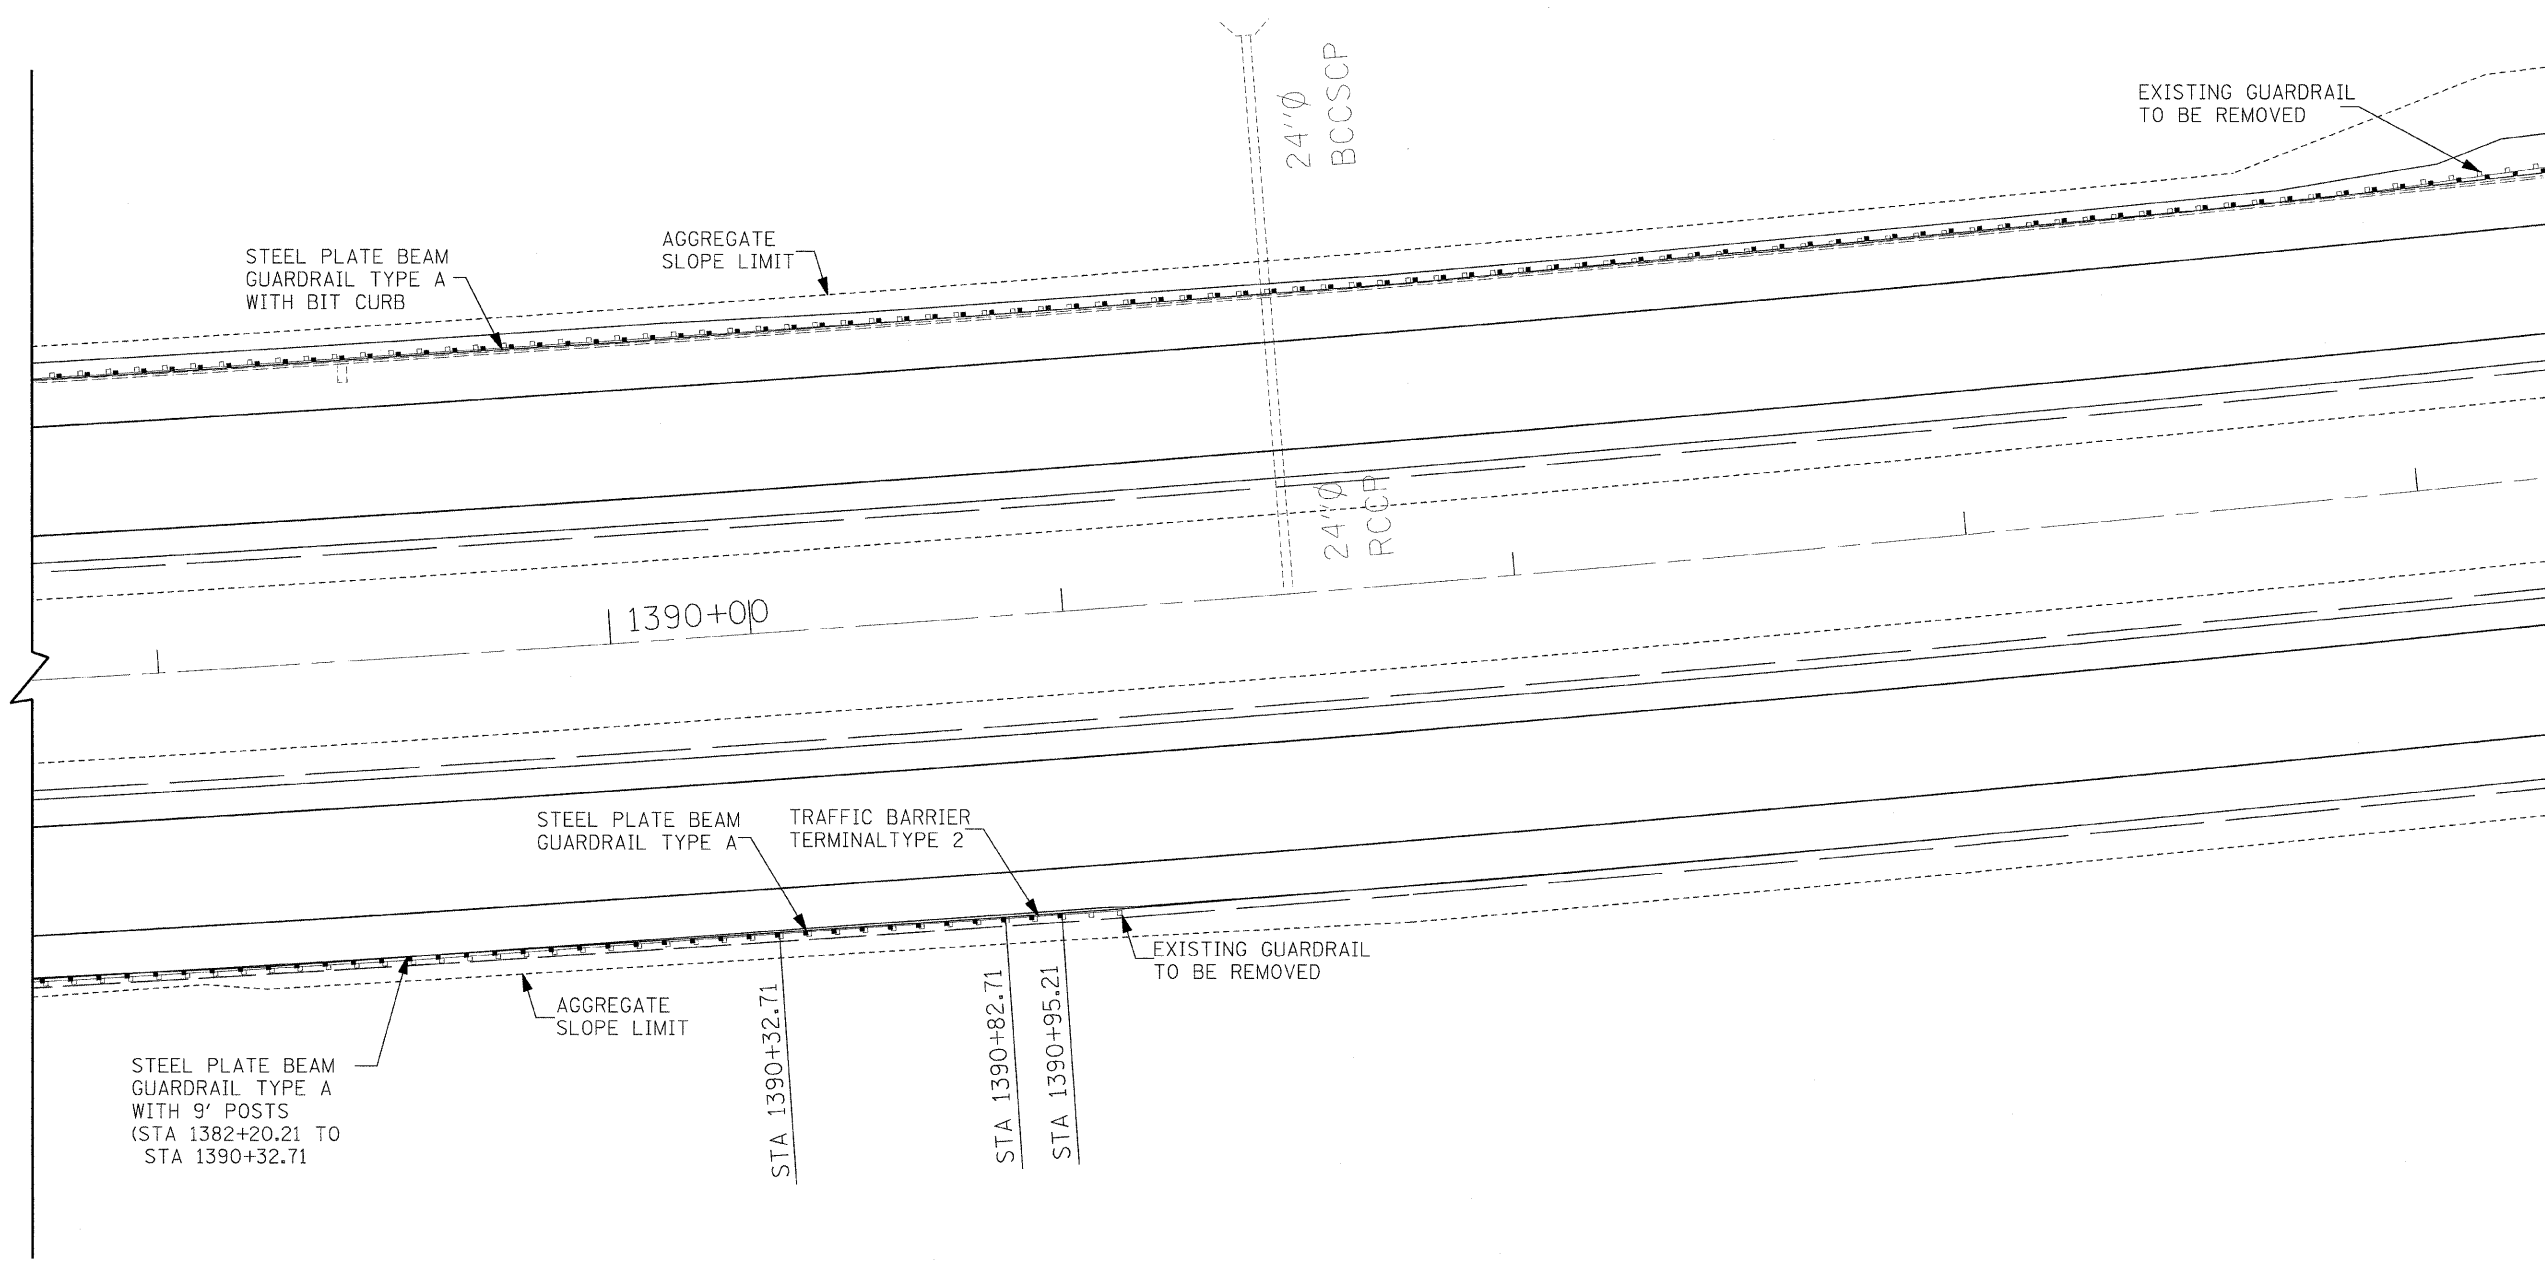 24''Ø
BCCSCP
EXISTING GUARDRAIL
TO BE REMOVED
STEEL PLATE BEAM
GUARDRAIL TYPE A
WITH BIT CURB
AGGREGATE
SLOPE LIMIT
24''Ø
RCCP
1390+00
STEEL PLATE BEAM
GUARDRAIL TYPE A
TRAFFIC BARRIER
TERMINALTYPE 2
EXISTING GUARDRAIL
TO BE REMOVED
AGGREGATE
SLOPE LIMIT
STA 1390+32.71
STA 1390+82.71
STA 1390+95.21
STEEL PLATE BEAM
GUARDRAIL TYPE A
WITH 9' POSTS
(STA 1382+20.21 TO
STA 1390+32.71